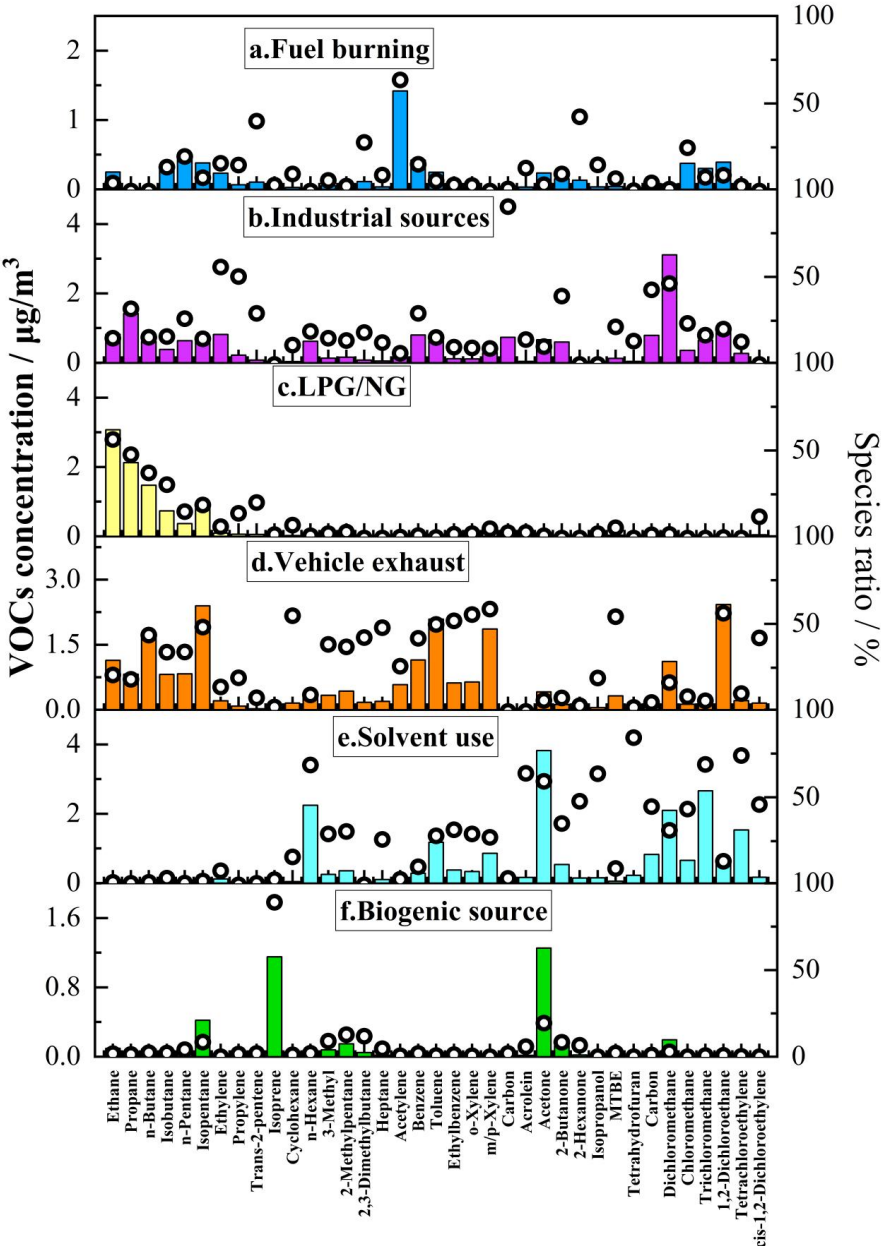 VOCs concentration / μg/m³
Species ratio / %
100
2
a.Fuel burning
1
50
0
100
4
b.Industrial sources
2
50
0
100
c.LPG/NG
4
2
50
0
100
d.Vehicle exhaust
3.0
1.5
50
0.0
100
e.Solvent use
4
2
50
0
100
f.Biogenic source
1.6
0.8
50
0.0
0
Ethane
Propane
n-Butane
Isobutane
n-Pentane
Isopentane
Ethylene
Propylene
Trans-2-pentene
Isoprene
Cyclohexane
n-Hexane
3-Methyl
2-Methylpentane
2,3-Dimethylbutane
Heptane
Acetylene
Benzene
Toluene
Ethylbenzene
o-Xylene
m/p-Xylene
Carbon
Acrolein
Acetone
2-Butanone
2-Hexanone
Isopropanol
MTBE
Tetrahydrofuran
Carbon
Dichloromethane
Chloromethane
Trichloromethane
1,2-Dichloroethane
Tetrachloroethylene
cis-1,2-Dichloroethylene